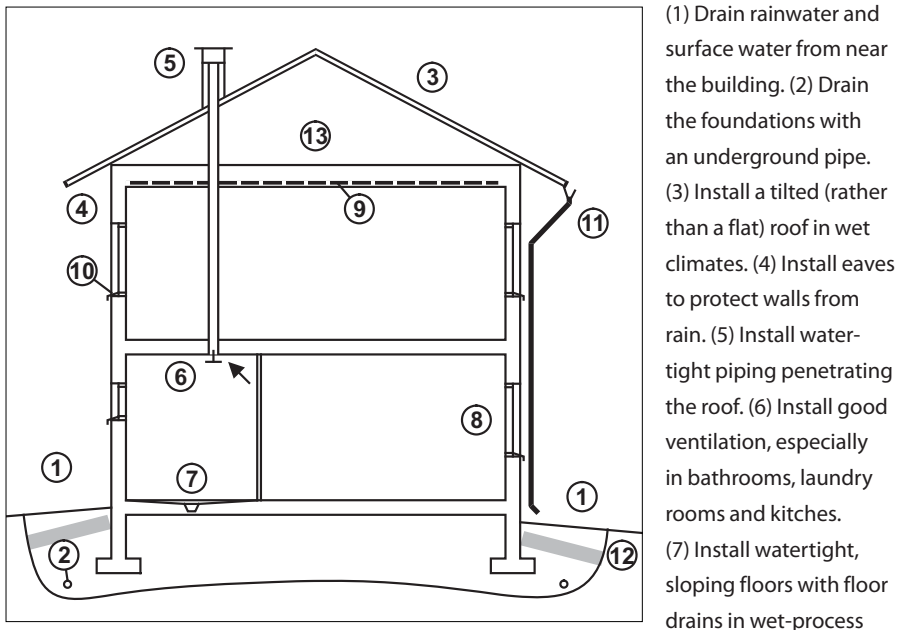 5
3
13
4
9
11
10
6
8
7
1
1
2
12
(1) Drain rainwater and
surface water from near
the building. (2) Drain
the foundations with
an underground pipe.
(3) Install a tilted (rather
than a flat) roof in wet
climates. (4) Install eaves
to protect walls from
rain. (5) Install water-
tight piping penetrating
the roof. (6) Install good
ventilation, especially
in bathrooms, laundry
rooms and kitches.
(7) Install watertight,
sloping floors with floor
drains in wet-process